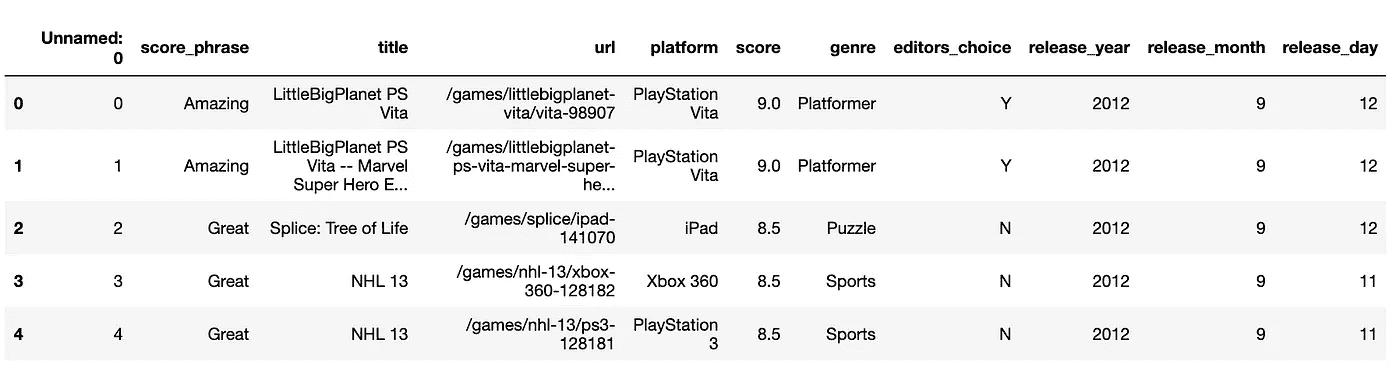 Unnamed: 0 score_phrase title url platform score genre editors_choice release_year release_month release_day
0 0 Amazing LittleBigPlanet PS Vita /games/littlebigplanet-vita/vita-98907 PlayStation Vita 9.0 Platformer Y 2012 9 12
1 1 Amazing LittleBigPlanet PS Vita -- Marvel Super Hero E... /games/littlebigplanet-ps-vita-marvel-super-he... PlayStation Vita 9.0 Platformer Y 2012 9 12
2 2 Great Splice: Tree of Life /games/splice/ipad-141070 iPad 8.5 Puzzle N 2012 9 12
3 3 Great NHL 13 /games/nhl-13/xbox-360-128182 Xbox 360 8.5 Sports N 2012 9 11
4 4 Great NHL 13 /games/nhl-13/ps3-128181 PlayStation 3 8.5 Sports N 2012 9 11